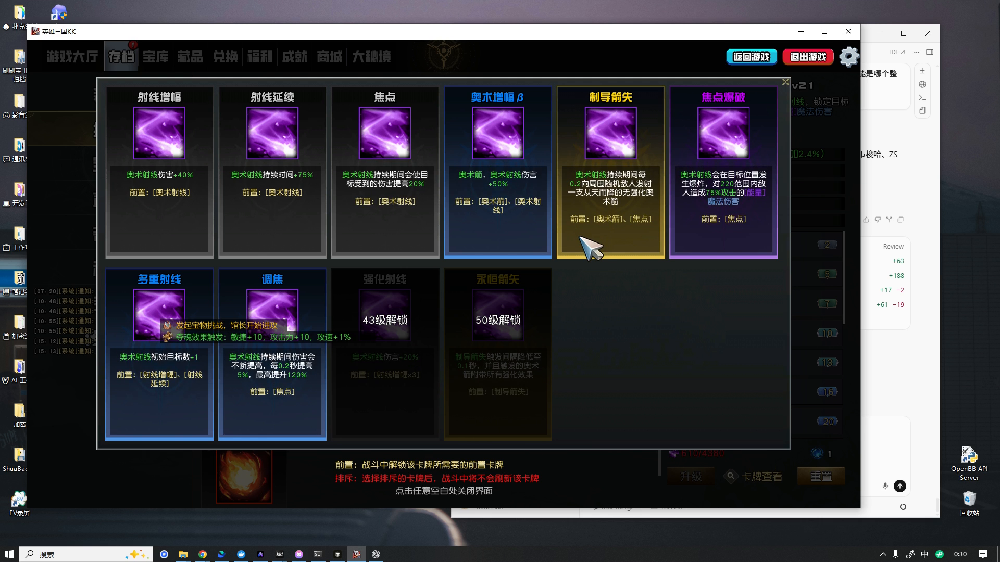 扑克
英雄三国KK
游戏大厅
存档
宝库
藏品
兑换
福利
成就
商城
大秘境
返回游戏
退出游戏
IDE
能是哪个整
刷刷宝-旧
归档
影音
通讯
开发工
工作
笔记
加密
AI 工
加密
ShuaBao
EV录屏
射线增幅
奥术射线伤害+40%
前置：[奥术射线]
射线延续
奥术射线持续时间+75%
前置：[奥术射线]
焦点
奥术射线持续期间会使目
标受到的伤害提高20%
前置：[奥术射线]
奥术增幅β
奥术箭，奥术射线伤害
+50%
前置：[奥术箭]、[奥术射
线]
制导箭矢
奥术射线持续期间每
0.2向周围随机敌人发射
一支从天而降的无强化奥
术箭
前置：[奥术箭]、[焦点]
焦点爆破
奥术射线会在目标位置发
生爆炸，对220范围内敌
人造成75%攻击的[能量]
魔法伤害
前置：[焦点]
v21
射线，锁定目标
]魔法伤害
加2.4%)
市梭哈、ZS
多重射线
奥术射线初始目标数+1
前置：[射线增幅]、[射线
延续]
调焦
奥术射线持续期间伤害会
不断提高，每0.2秒提高
5%，最高提升120%
前置：[焦点]
强化射线
43级解锁
奥术射线伤害+20%
前置：[射线增幅x3]
永恒箭矢
50级解锁
制导箭矢触发间隔降低至
0.1秒，并且触发的奥术
箭附带所有强化效果
前置：[制导箭矢]
发起宝物挑战，馆长开始进攻
夺魂效果触发：敏捷+10，攻击力+10，攻速+1%
[07: 20][系统]通知:
[10: 48][系统]通知:
[10: 48][系统]通知:
[10: 55][系统]通知:
[10: 55][系统]通知:
[15: 12][系统]通知:
[15: 13][系统]通知:
2
5
7
10
13
16
20
Review
+63
+188
+17 -2
+61 -19
前置：战斗中解锁该卡牌所需要的前置卡牌
排斥：选择排斥的卡牌后，战斗中将不会刷新该卡牌
点击任意空白处关闭界面
610/4380
1
升级
卡牌查看
重置
OpenBB API
Server
回收站
搜索
kk!
中
0:30